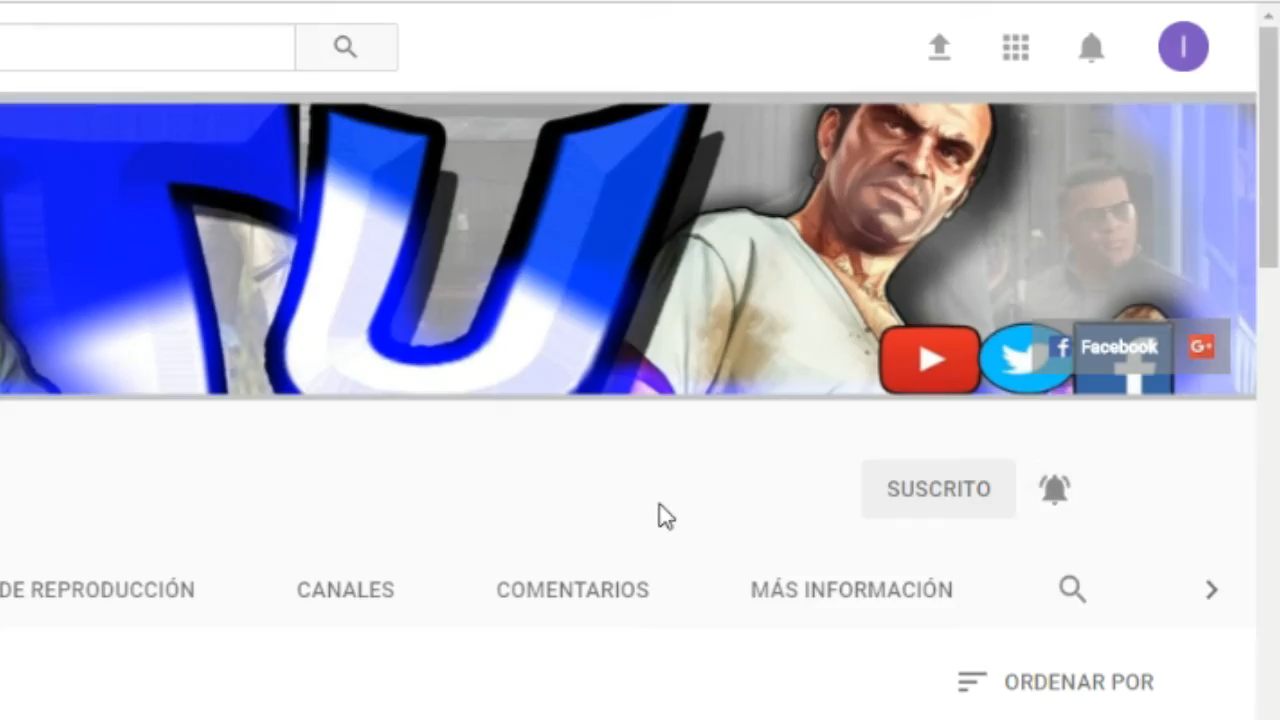 I
U
Facebook
G+
SUSCRITO
DE REPRODUCCIÓN CANALES COMENTARIOS MÁS INFORMACIÓN
ORDENAR POR